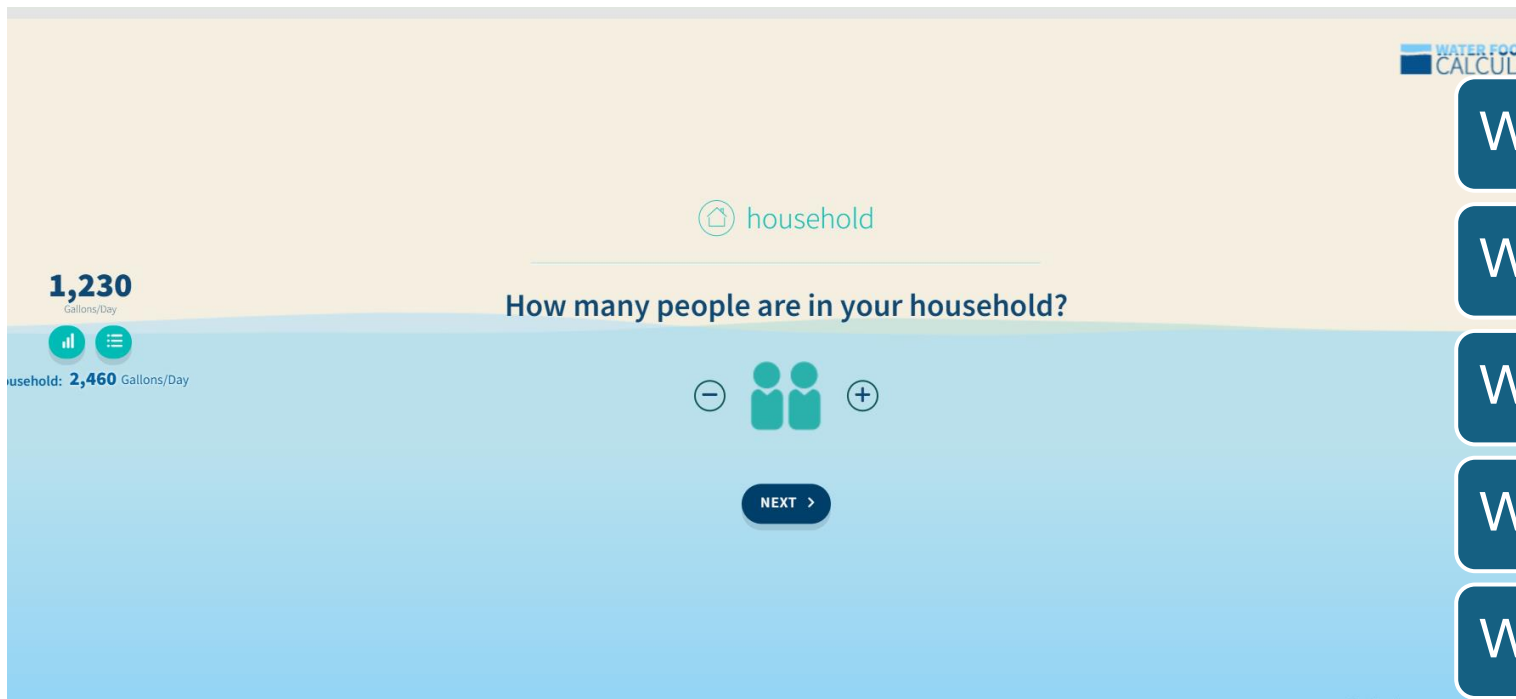 WATER FOO
CALCUL
household
1,230
Gallons/Day
How many people are in your household?
usehold: 2,460 Gallons/Day
NEXT >
W
W
W
W
W